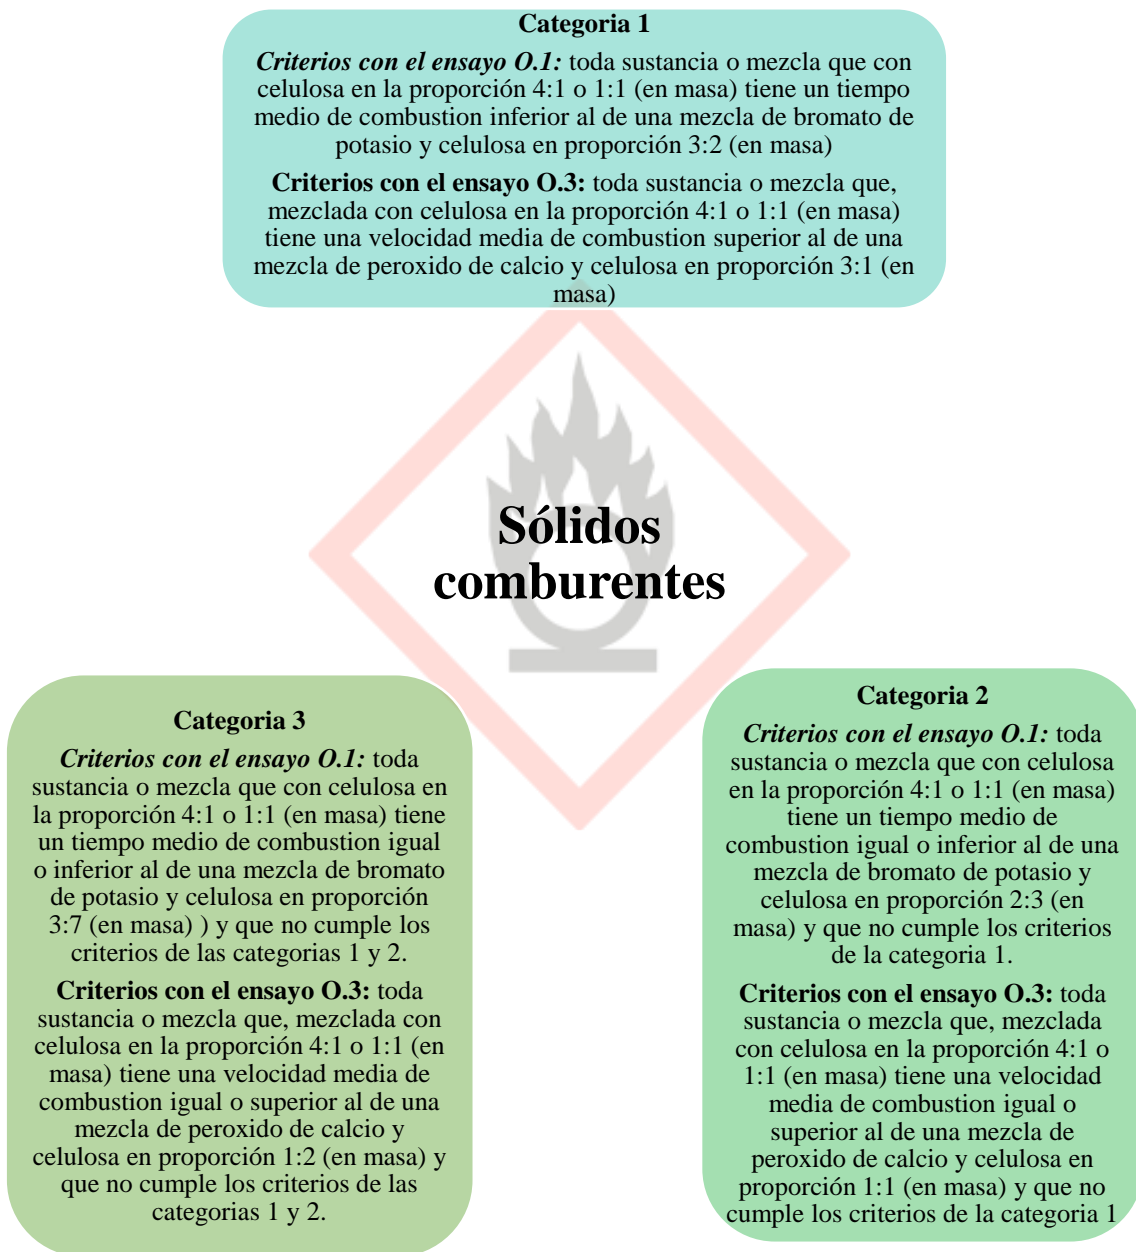 Categoria 1
Criterios con el ensayo O.1: toda sustancia o mezcla que con
celulosa en la proporción 4:1 o 1:1 (en masa) tiene un tiempo
medio de combustion inferior al de una mezcla de bromato de
potasio y celulosa en proporción 3:2 (en masa)
Criterios con el ensayo O.3: toda sustancia o mezcla que,
mezclada con celulosa en la proporción 4:1 o 1:1 (en masa)
tiene una velocidad media de combustion superior al de una
mezcla de peroxido de calcio y celulosa en proporción 3:1 (en
masa)
Sólidos
comburentes
Categoria 3
Criterios con el ensayo O.1: toda
sustancia o mezcla que con celulosa en
la proporción 4:1 o 1:1 (en masa) tiene
un tiempo medio de combustion igual
o inferior al de una mezcla de bromato
de potasio y celulosa en proporción
3:7 (en masa) ) y que no cumple los
criterios de las categorias 1 y 2.
Criterios con el ensayo O.3: toda
sustancia o mezcla que, mezclada con
celulosa en la proporción 4:1 o 1:1 (en
masa) tiene una velocidad media de
combustion igual o superior al de una
mezcla de peroxido de calcio y
celulosa en proporción 1:2 (en masa) y
que no cumple los criterios de las
categorias 1 y 2.
Categoria 2
Criterios con el ensayo O.1: toda
sustancia o mezcla que con celulosa
en la proporción 4:1 o 1:1 (en masa)
tiene un tiempo medio de
combustion igual o inferior al de una
mezcla de bromato de potasio y
celulosa en proporción 2:3 (en
masa) y que no cumple los criterios
de la categoria 1.
Criterios con el ensayo O.3: toda
sustancia o mezcla que, mezclada
con celulosa en la proporción 4:1 o
1:1 (en masa) tiene una velocidad
media de combustion igual o
superior al de una mezcla de
peroxido de calcio y celulosa en
proporción 1:1 (en masa) y que no
cumple los criterios de la categoria 1